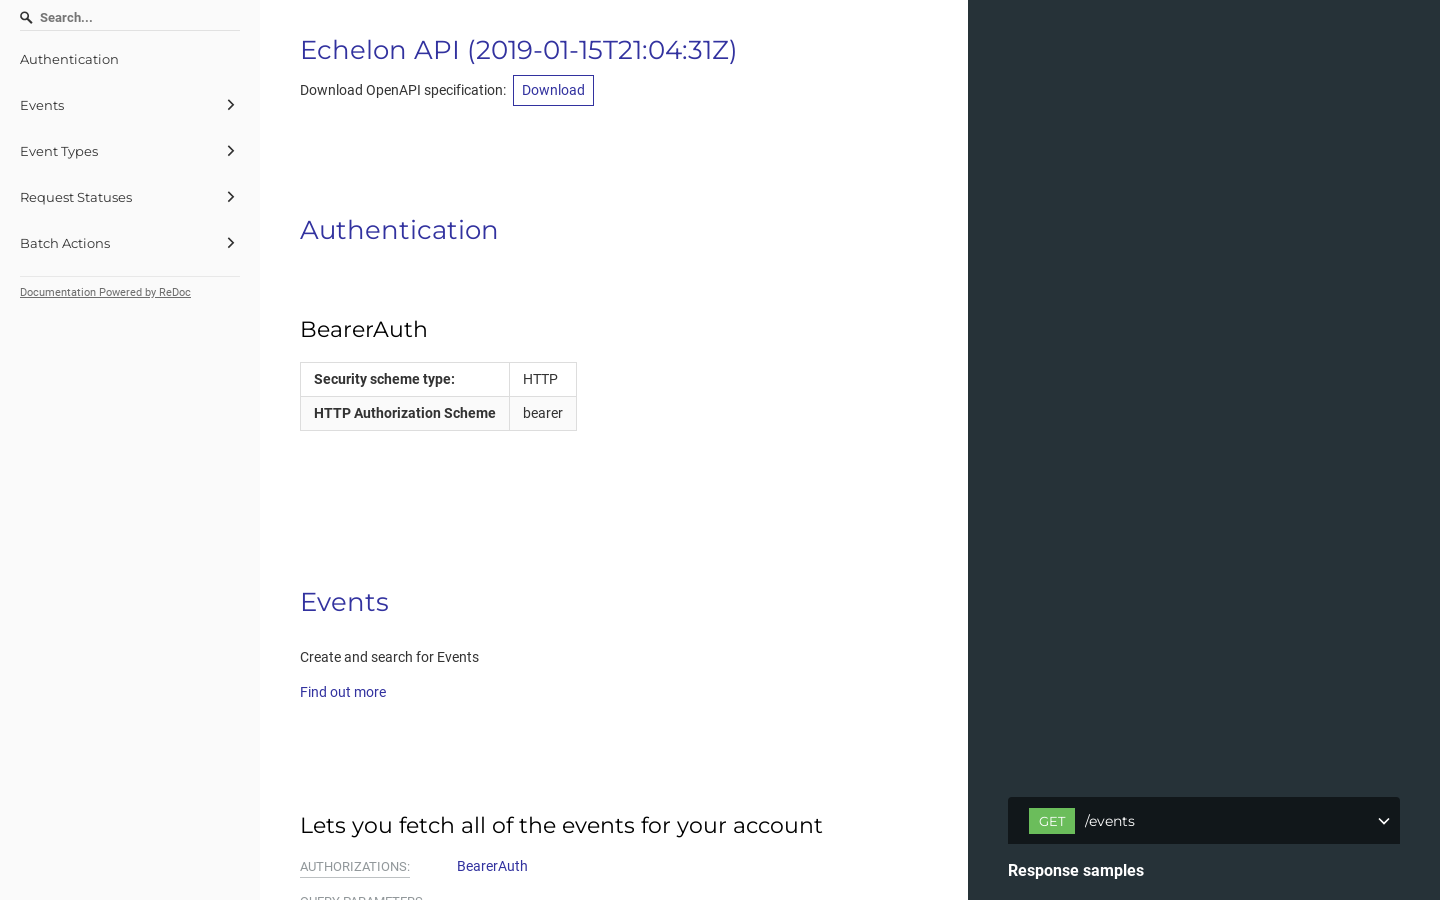 Search...
Authentication
Events
Event Types
Request Statuses
Batch Actions
Documentation Powered by ReDoc
Echelon API (2019-01-15T21:04:31Z)
Download OpenAPI specification: Download
Authentication
BearerAuth
Security scheme type: HTTP
HTTP Authorization Scheme bearer
Events
Create and search for Events
Find out more
Lets you fetch all of the events for your account
AUTHORIZATIONS: BearerAuth
QUERY PARAMETERS
GET /events
Response samples